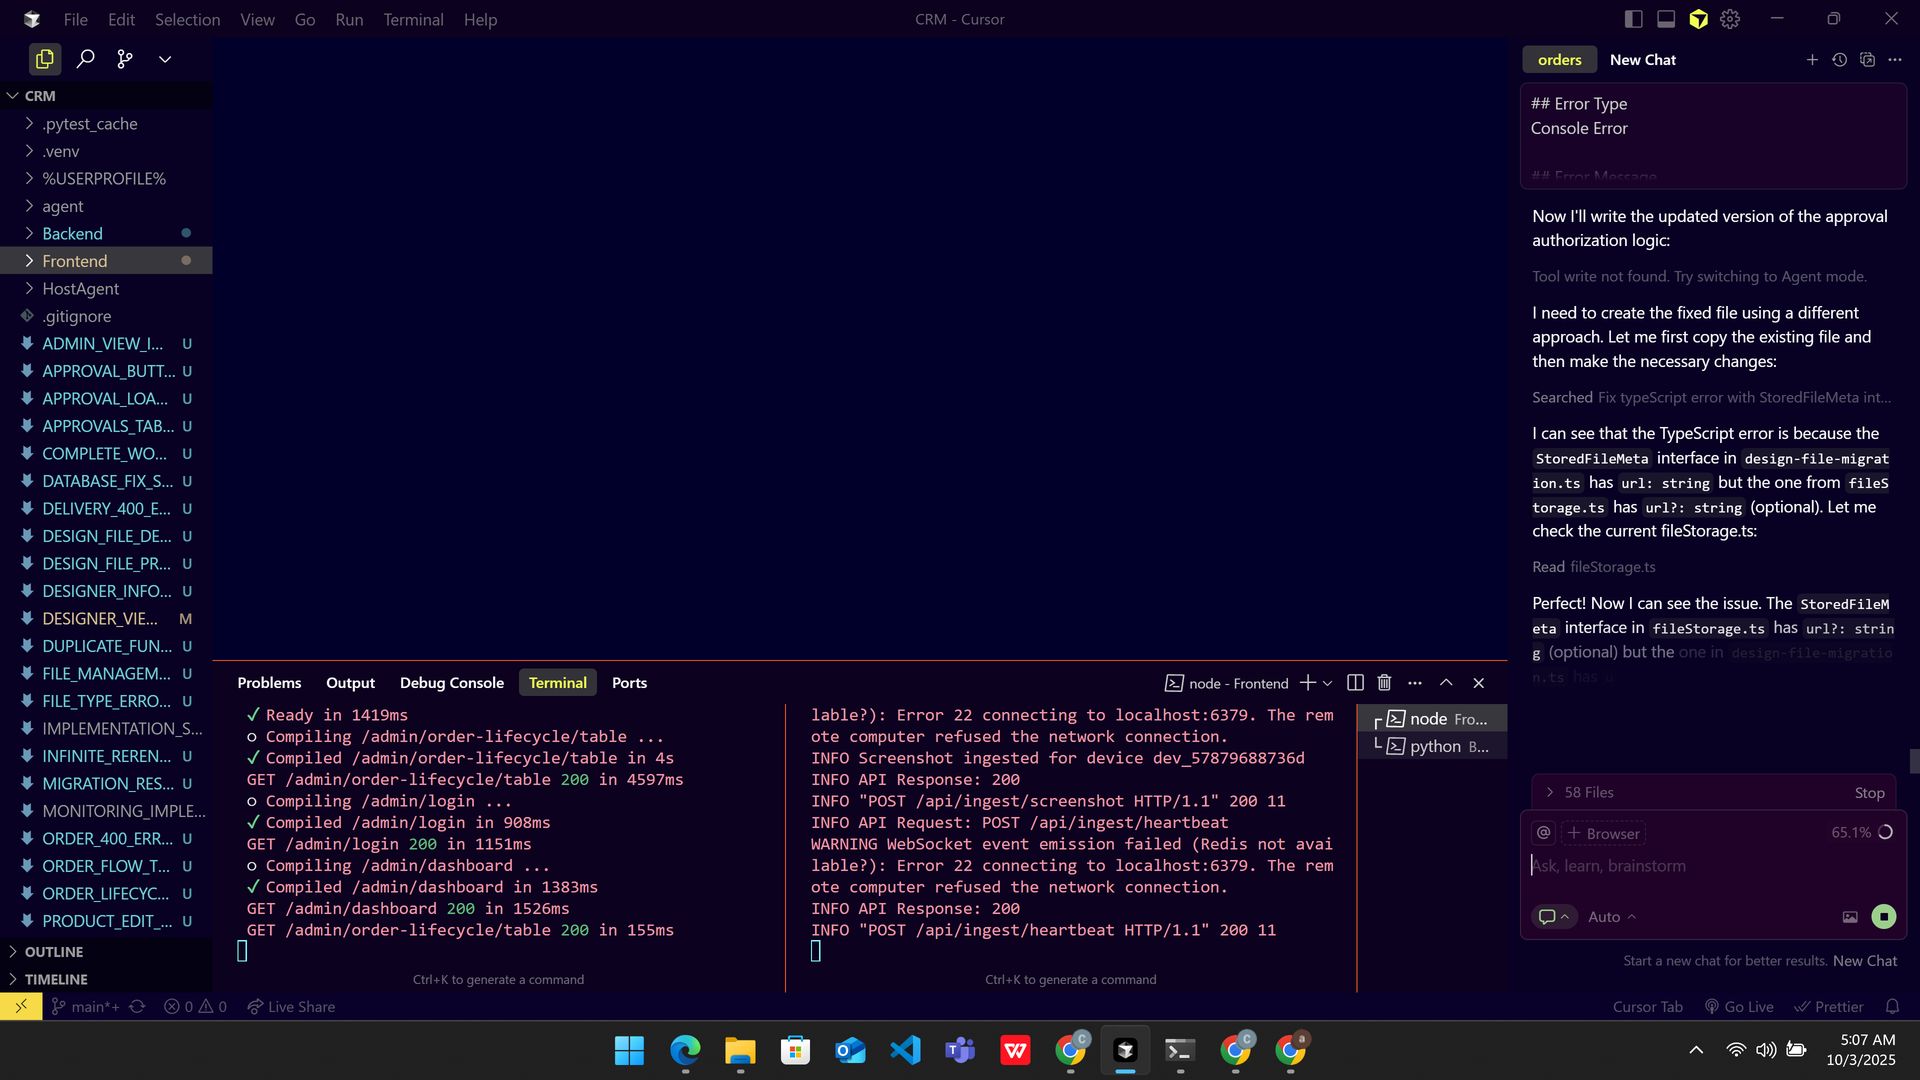 File Edit Selection View Go Run Terminal Help
CRM - Cursor
CRM
.pytest_cache
.venv
%USERPROFILE%
agent
Backend
Frontend
HostAgent
.gitignore
ADMIN_VIEW_I... U
APPROVAL_BUTT... U
APPROVAL_LOA... U
APPROVALS_TAB... U
COMPLETE_WO... U
DATABASE_FIX_S... U
DELIVERY_400_E... U
DESIGN_FILE_DE... U
DESIGN_FILE_PR... U
DESIGNER_INFO... U
DESIGNER_VIE... M
DUPLICATE_FUN... U
FILE_MANAGEM... U
FILE_TYPE_ERRO... U
IMPLEMENTATION_S...
INFINITE_REREN... U
MIGRATION_RES... U
MONITORING_IMPLE...
ORDER_400_ERR... U
ORDER_FLOW_T... U
ORDER_LIFECYC... U
PRODUCT_EDIT_... U
OUTLINE
TIMELINE
Problems Output Debug Console Terminal Ports
node - Frontend
✓ Ready in 1419ms
○ Compiling /admin/order-lifecycle/table ...
✓ Compiled /admin/order-lifecycle/table in 4s
GET /admin/order-lifecycle/table 200 in 4597ms
○ Compiling /admin/login ...
✓ Compiled /admin/login in 908ms
GET /admin/login 200 in 1151ms
○ Compiling /admin/dashboard ...
✓ Compiled /admin/dashboard in 1383ms
GET /admin/dashboard 200 in 1526ms
GET /admin/order-lifecycle/table 200 in 155ms
Ctrl+K to generate a command
lable?): Error 22 connecting to localhost:6379. The rem
ote computer refused the network connection.
INFO Screenshot ingested for device dev_57879688736d
INFO API Response: 200
INFO "POST /api/ingest/screenshot HTTP/1.1" 200 11
INFO API Request: POST /api/ingest/heartbeat
WARNING WebSocket event emission failed (Redis not avai
lable?): Error 22 connecting to localhost:6379. The rem
ote computer refused the network connection.
INFO API Response: 200
INFO "POST /api/ingest/heartbeat HTTP/1.1" 200 11
Ctrl+K to generate a command
node Fro...
python B...
orders New Chat
## Error Type
Console Error
## Error Message
Now I'll write the updated version of the approval
authorization logic:
Tool write not found. Try switching to Agent mode.
I need to create the fixed file using a different
approach. Let me first copy the existing file and
then make the necessary changes:
Searched Fix typeScript error with StoredFileMeta int...
I can see that the TypeScript error is because the
StoredFileMeta interface in design-file-migrat
ion.ts has url: string but the one from fileS
torage.ts has url?: string (optional). Let me
check the current fileStorage.ts:
Read fileStorage.ts
Perfect! Now I can see the issue. The StoredFileM
eta interface in fileStorage.ts has url?: strin
g (optional) but the one in design-file-migratio
n.ts has u
58 Files Stop
@ + Browser 65.1%
Ask, learn, brainstorm
Auto
Start a new chat for better results. New Chat
main*+ 0 0 Live Share
Cursor Tab Go Live Prettier
5:07 AM
10/3/2025